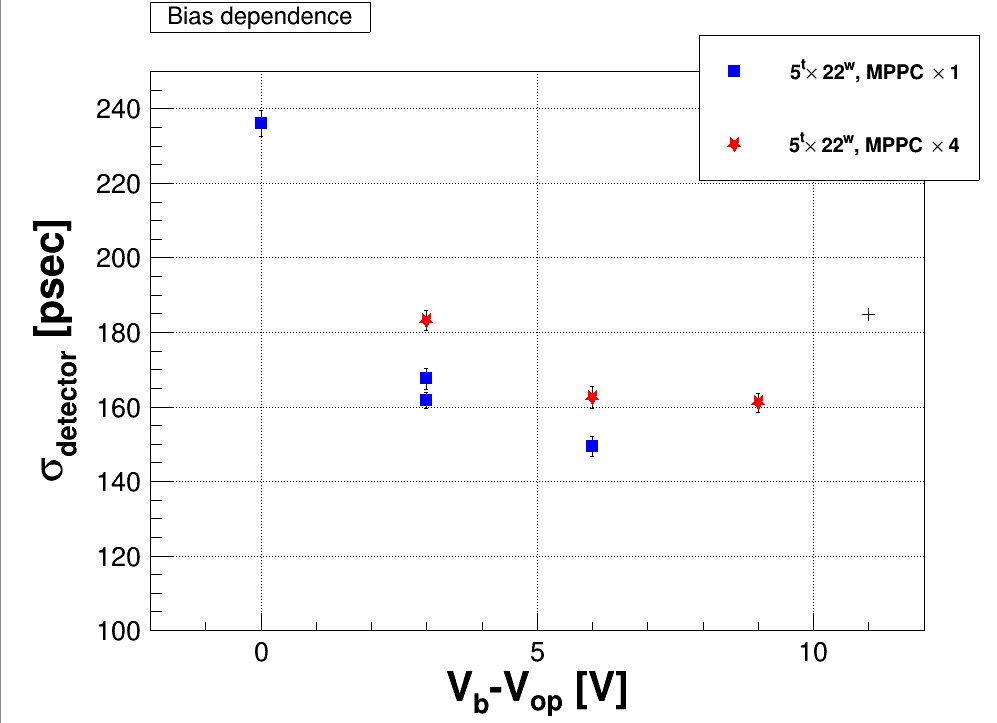 Bias dependence
5ᵗ× 22ʷ, MPPC × 1
5ᵗ× 22ʷ, MPPC × 4
240
220
200
180
160
140
120
100
σdetector [psec]
0 5 10
Vb-Vop [V]